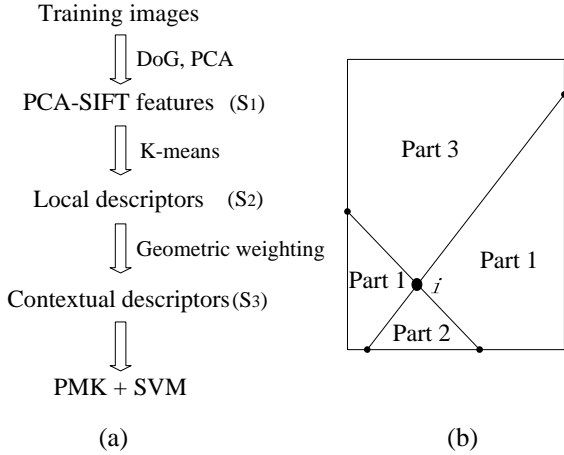 Training images
DoG, PCA
PCA-SIFT features (S1)
K-means
Local descriptors (S2)
Geometric weighting
Contextual descriptors(S3)
PMK + SVM
(a)
Part 3
Part 1
Part 1
i
Part 2
(b)